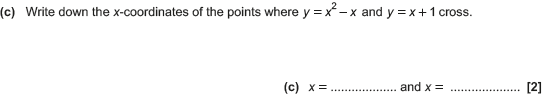 (c) Write down the x-coordinates of the points where y = x² – x and y = x + 1 cross.
(c) x = ................... and x = .................... [2]